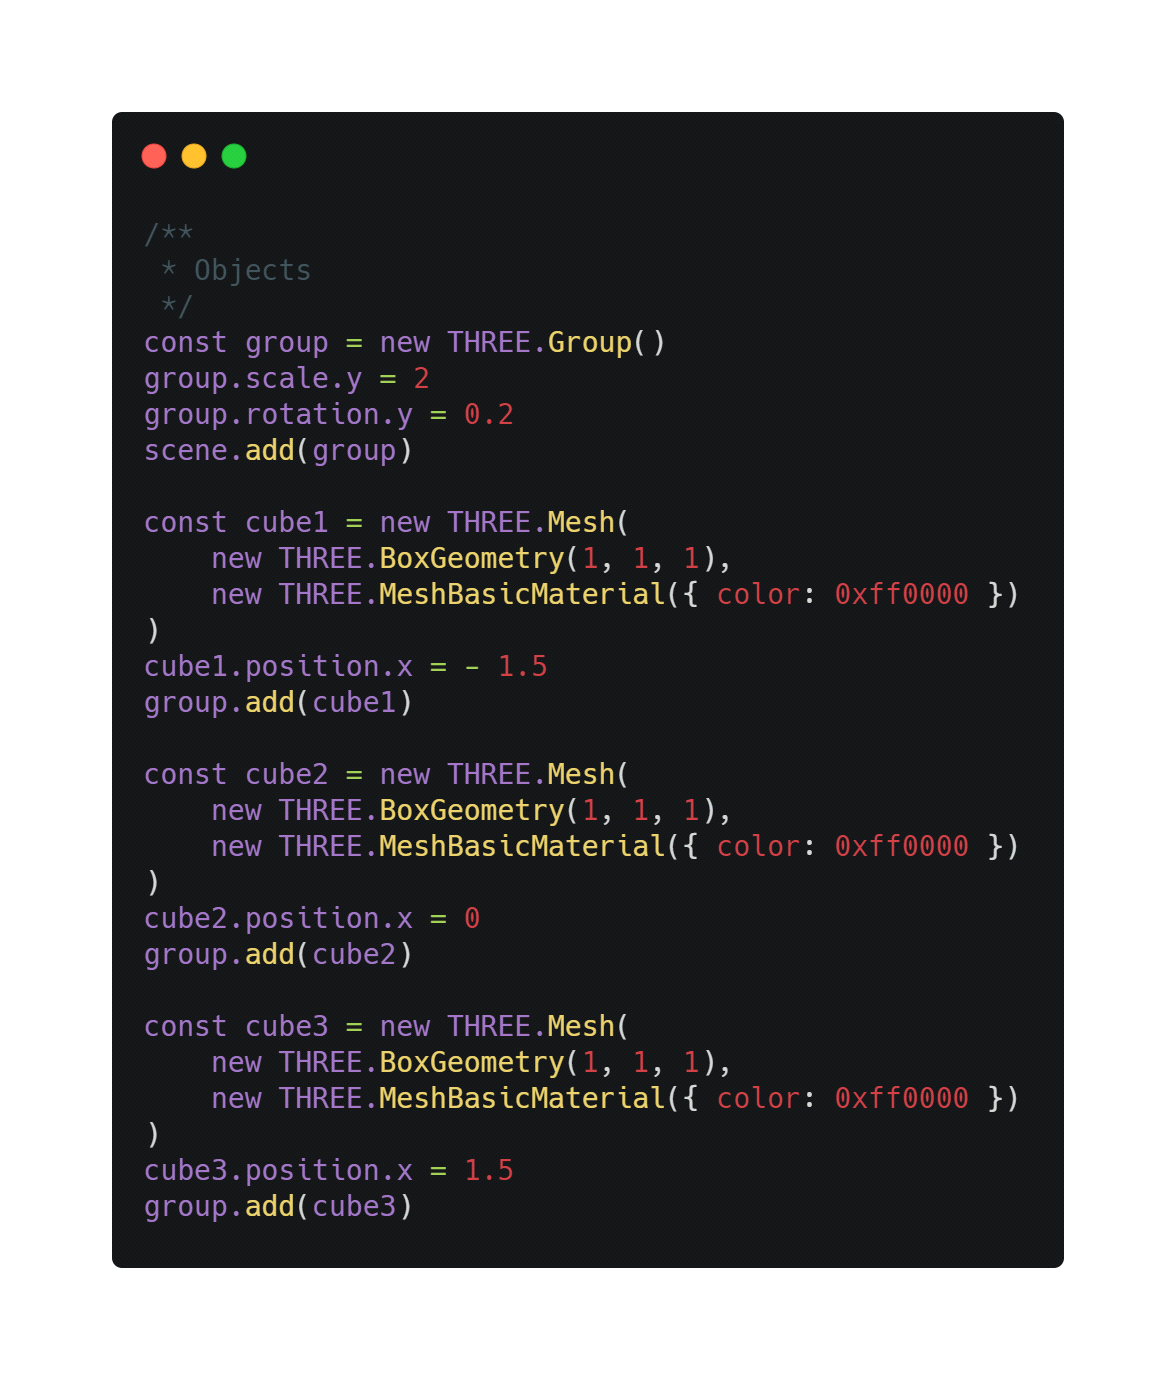 /**
 * Objects
 */
const group = new THREE.Group()
group.scale.y = 2
group.rotation.y = 0.2
scene.add(group)

const cube1 = new THREE.Mesh(
    new THREE.BoxGeometry(1, 1, 1),
    new THREE.MeshBasicMaterial({ color: 0xff0000 })
)
cube1.position.x = - 1.5
group.add(cube1)

const cube2 = new THREE.Mesh(
    new THREE.BoxGeometry(1, 1, 1),
    new THREE.MeshBasicMaterial({ color: 0xff0000 })
)
cube2.position.x = 0
group.add(cube2)

const cube3 = new THREE.Mesh(
    new THREE.BoxGeometry(1, 1, 1),
    new THREE.MeshBasicMaterial({ color: 0xff0000 })
)
cube3.position.x = 1.5
group.add(cube3)